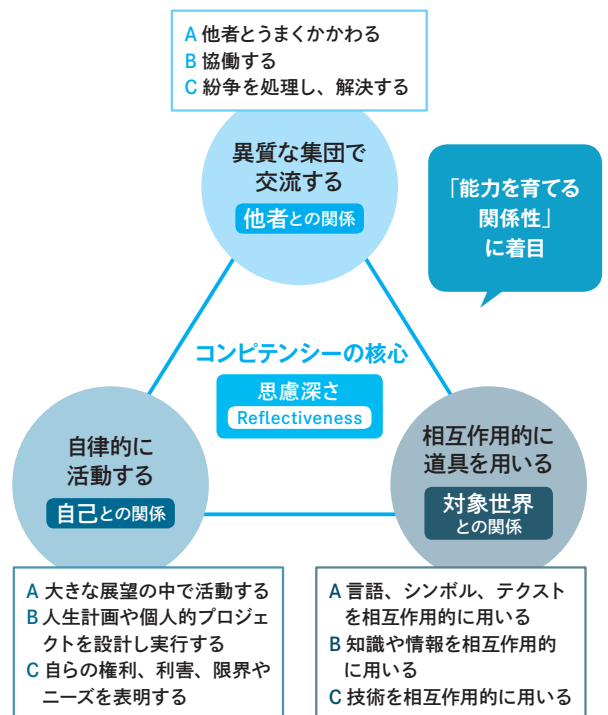 A 他者とうまくかかわる
B 協働する
C 紛争を処理し、解決する
異質な集団で
交流する
他者との関係
「能力を育てる
関係性」
に着目
コンピテンシーの核心
思慮深さ
Reflectiveness
自律的に
活動する
自己との関係
相互作用的に
道具を用いる
対象世界
との関係
A 大きな展望の中で活動する
B 人生計画や個人的プロジェ
クトを設計し実行する
C 自らの権利、利害、限界や
ニーズを表明する
A 言語、シンボル、テクスト
を相互作用的に用いる
B 知識や情報を相互作用的
に用いる
C 技術を相互作用的に用いる